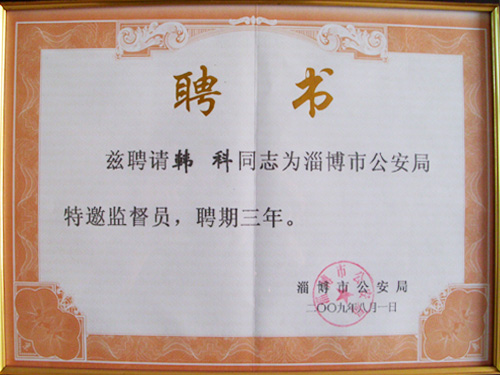 聘 书
兹聘请韩 科同志为淄博市公安局
特邀监督员，聘期三年。
淄博市公安局
二〇〇九年八月一日